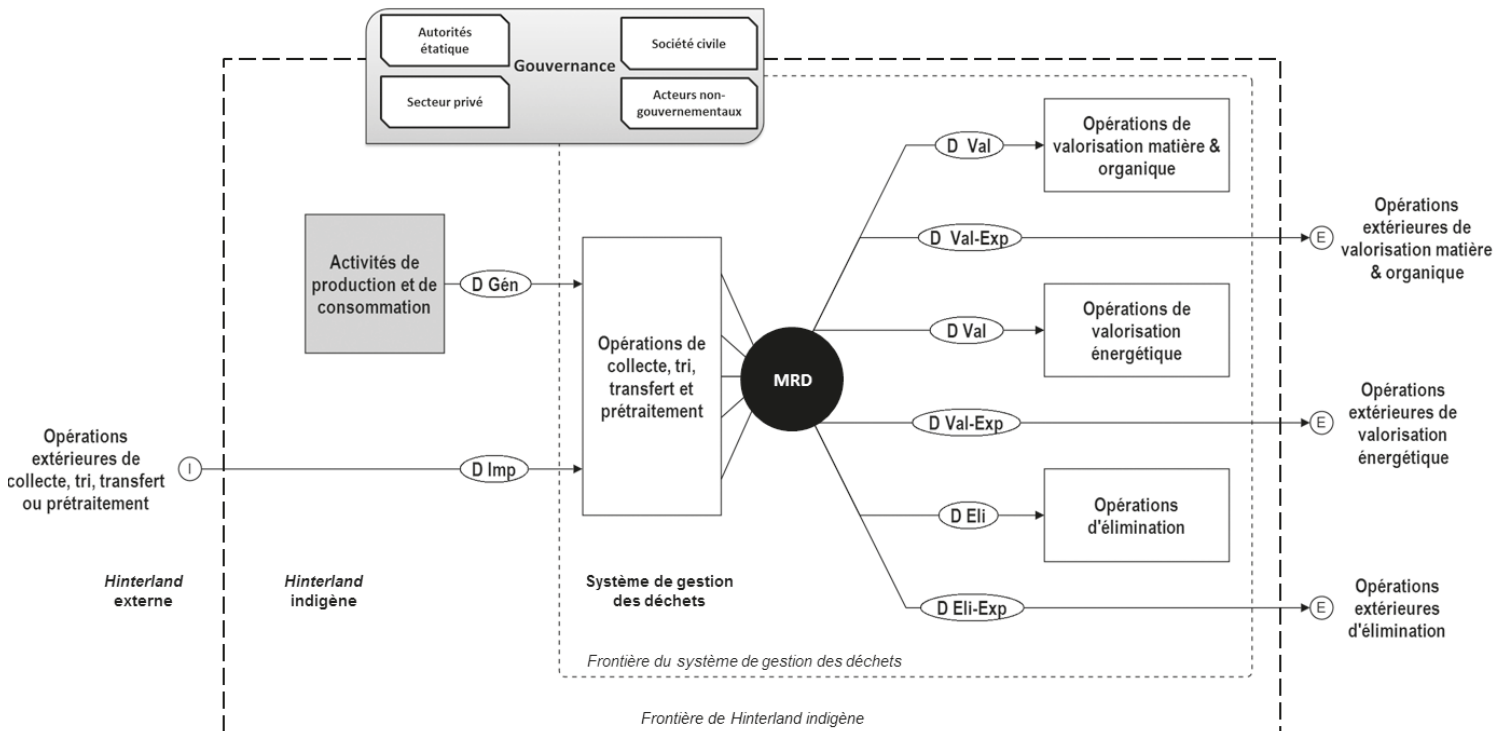 Autorités
étatique
Société civile
Gouvernance
Secteur privé
Acteurs non-
gouvernementaux
Opérations de
valorisation matière &
organique
D Val
Opérations
extérieures de
valorisation matière
& organique
D Val-Exp
E
Activités de
production et de
consommation
D Gén
Opérations de
collecte, tri,
transfert et
prétraitement
MRD
D Val
Opérations de
valorisation
énergétique
D Val-Exp
E
Opérations
extérieures de
valorisation
énergétique
Opérations
extérieures de
collecte, tri, transfert
ou prétraitement
I
D Imp
D Eli
Opérations
d'élimination
Hinterland
externe
Hinterland
indigène
Système de gestion
des déchets
D Eli-Exp
E
Opérations
extérieures
d'élimination
Frontière du système de gestion des déchets
Frontière de Hinterland indigène